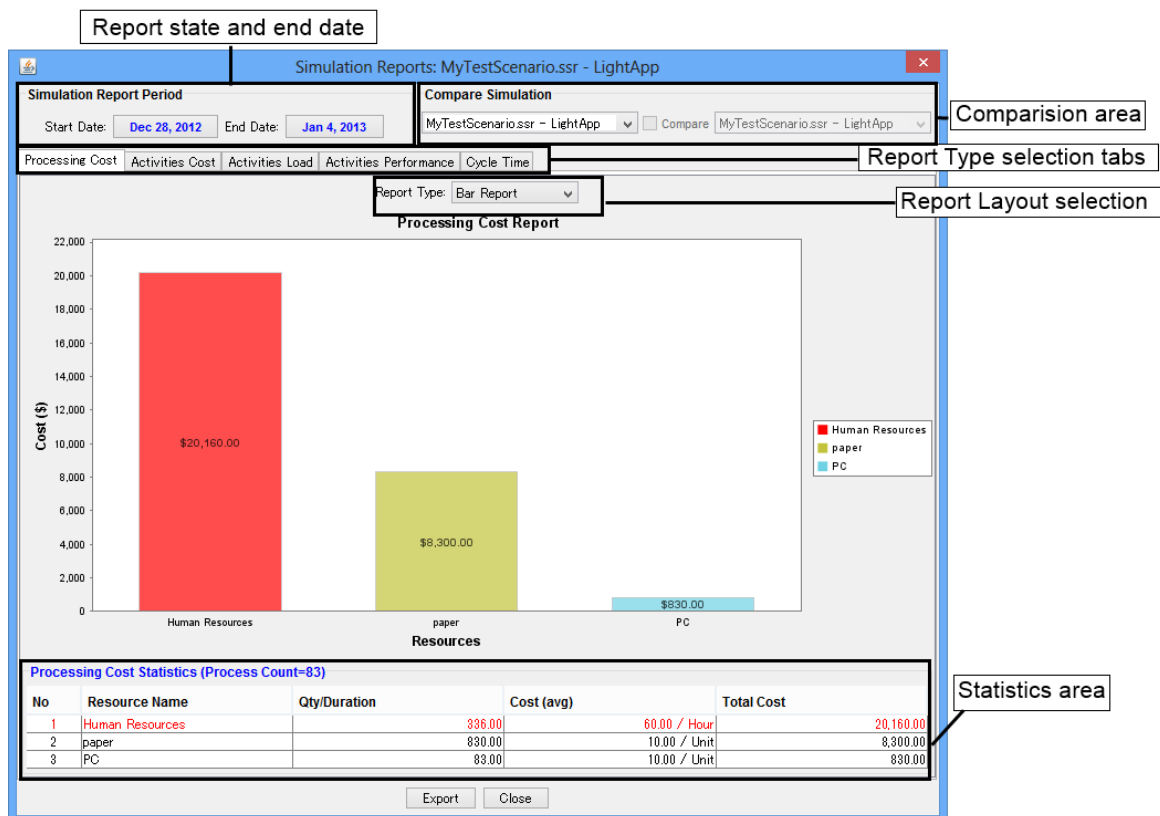 Report state and end date
Simulation Reports: MyTestScenario.ssr - LightApp
Simulation Report Period
Compare Simulation
Start Date: Dec 28, 2012 End Date: Jan 4, 2013
MyTestScenario.ssr - LightApp Compare MyTestScenario.ssr - LightApp
Comparision area
Processing Cost Activities Cost Activities Load Activities Performance Cycle Time
Report Type selection tabs
Report Type: Bar Report
Report Layout selection
Processing Cost Report
22,000
20,000
18,000
16,000
14,000
12,000
10,000
8,000
6,000
4,000
2,000
0
Cost ($)
$20,160.00
$8,300.00
$830.00
Human Resources
paper
PC
Human Resources paper PC
Resources
Processing Cost Statistics (Process Count=83)
No Resource Name Qty/Duration Cost (avg) Total Cost
1 Human Resources 336.00 60.00 / Hour 20,160.00
2 paper 830.00 10.00 / Unit 8,300.00
3 PC 83.00 10.00 / Unit 830.00
Statistics area
Export Close